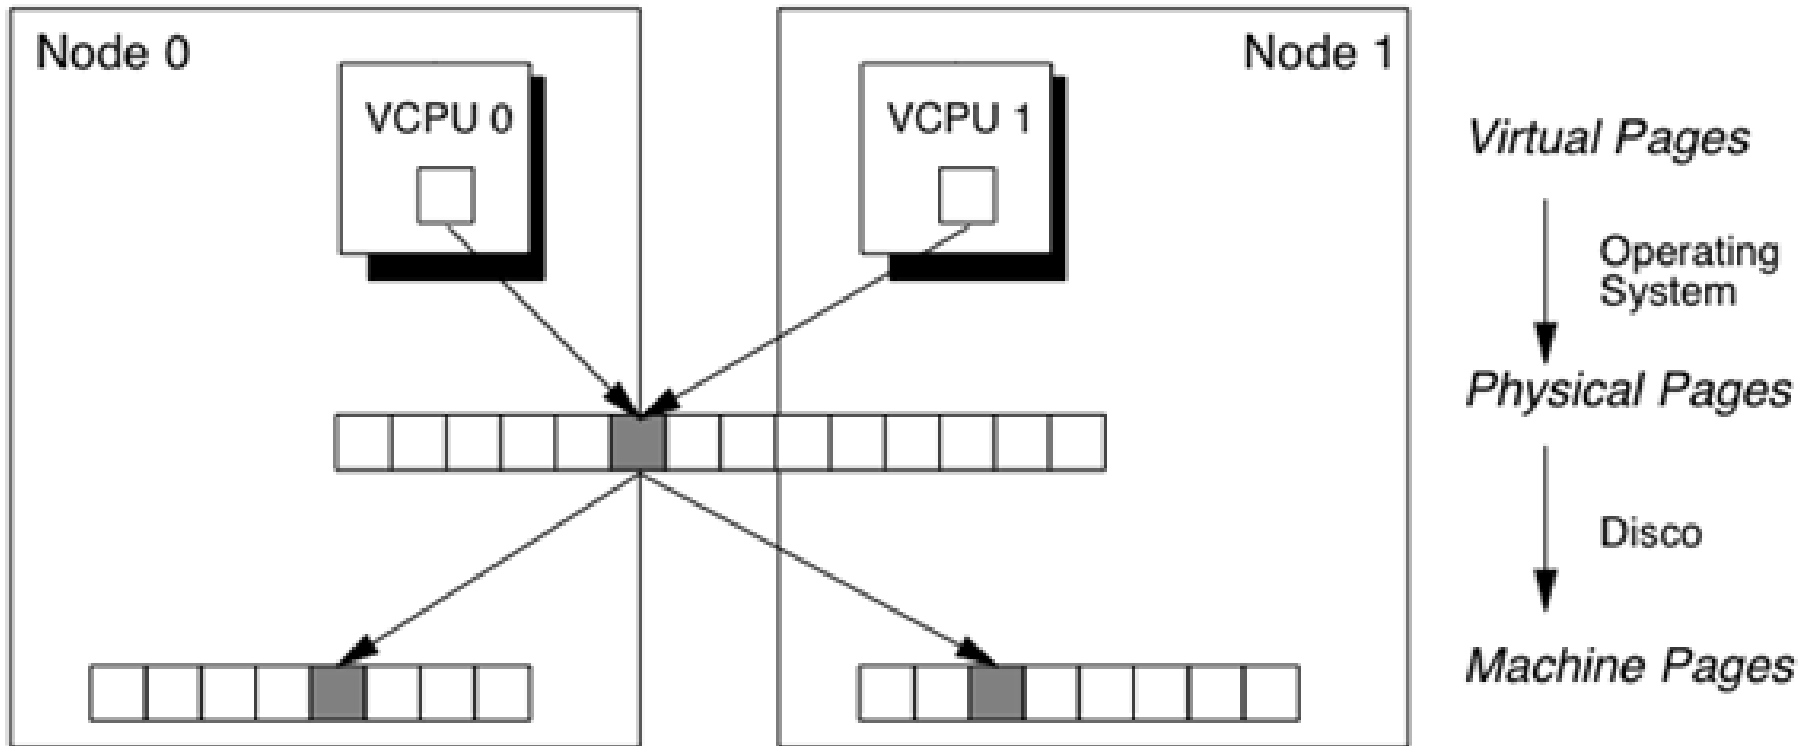 Node 0
Node 1
VCPU 0
VCPU 1
Virtual Pages
Operating
System
Physical Pages
Disco
Machine Pages